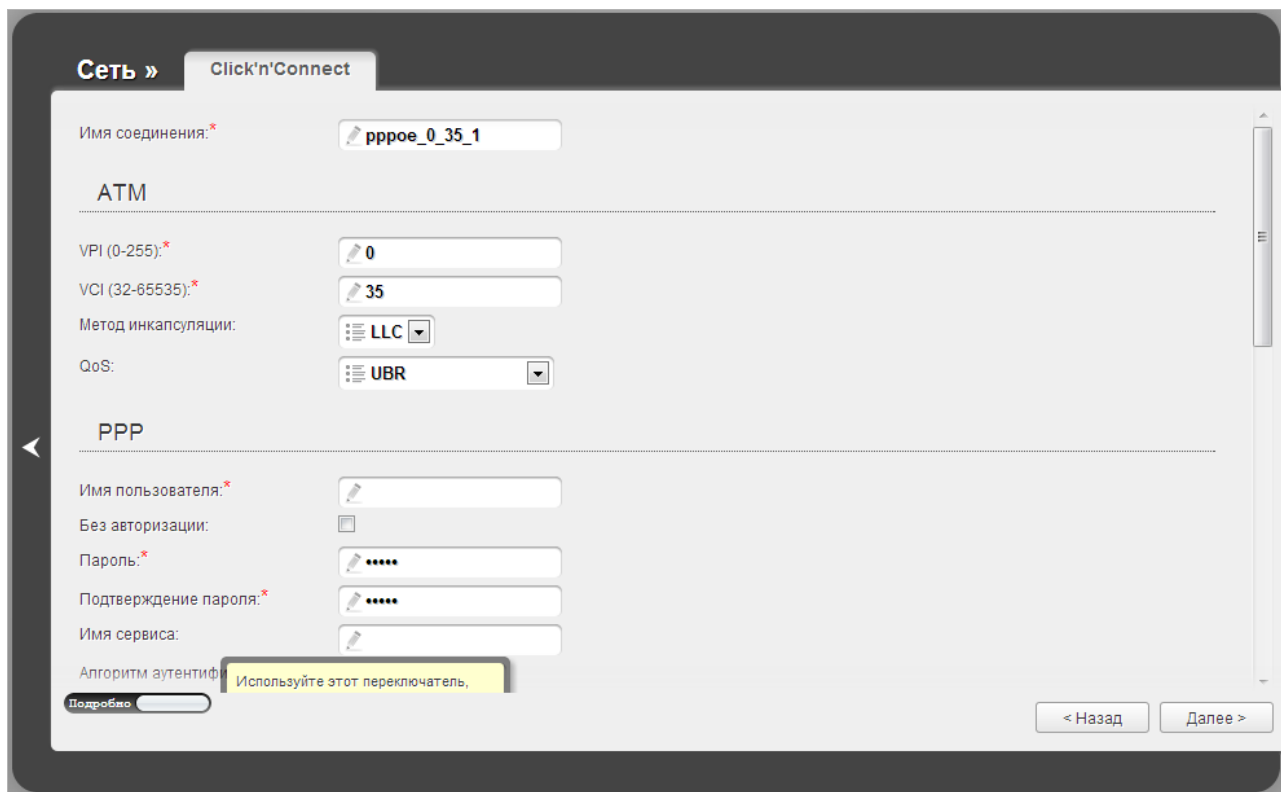 Сеть »
Click'n'Connect
Имя соединения:*
pppoe_0_35_1
ATM
VPI (0-255):*
0
VCI (32-65535):*
35
Метод инкапсуляции:
LLC
QoS:
UBR
PPP
Имя пользователя:*
Без авторизации:
Пароль:*
•••••
Подтверждение пароля:*
•••••
Имя сервиса:
Алгоритм аутентифи
Используйте этот переключатель,
Подробно
< Назад
Далее >